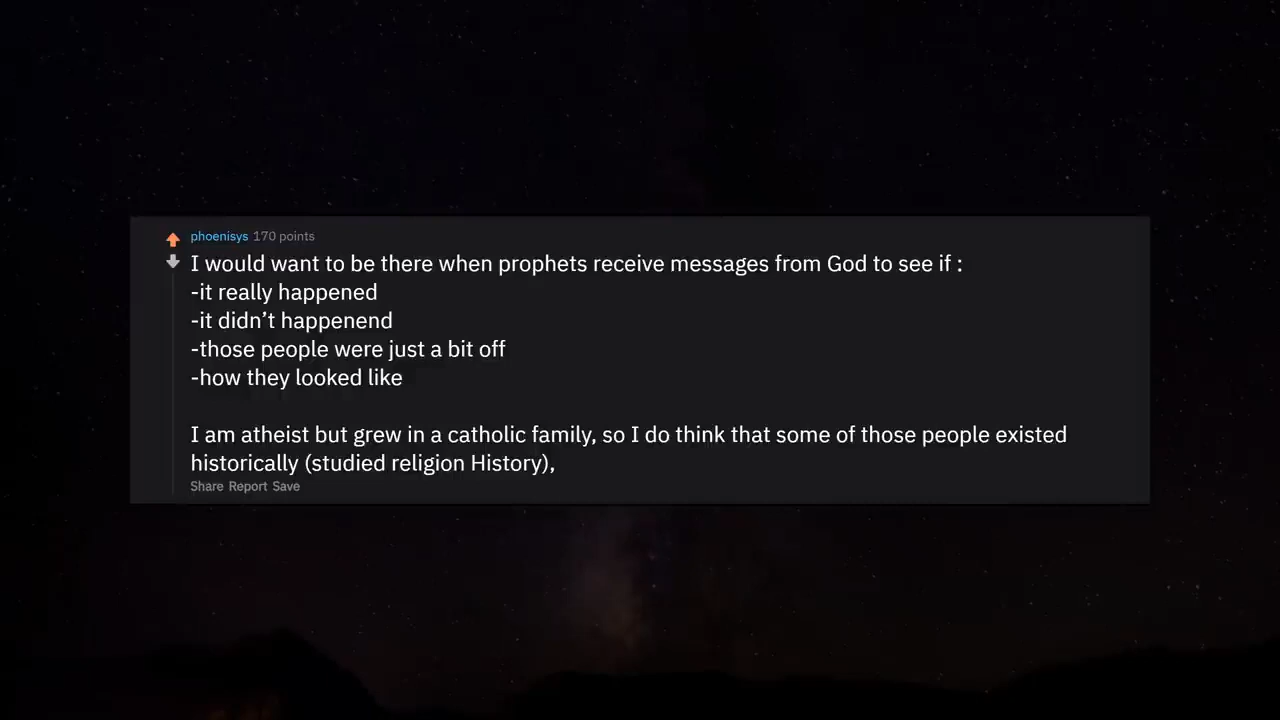 phoenisys 170 points
I would want to be there when prophets receive messages from God to see if :
-it really happened
-it didn’t happenend
-those people were just a bit off
-how they looked like
I am atheist but grew in a catholic family, so I do think that some of those people existed
historically (studied religion History),
Share Report Save